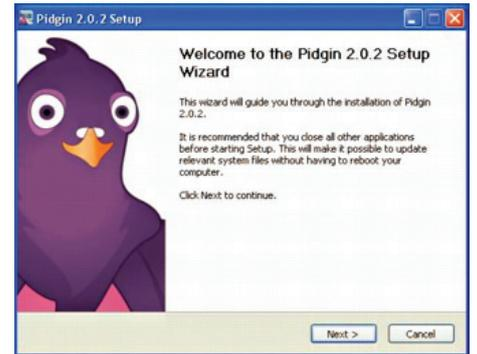 Pidgin 2.0.2 Setup
Welcome to the Pidgin 2.0.2 Setup
Wizard
This wizard will guide you through the installation of Pidgin
2.0.2.
It is recommended that you close all other applications
before starting Setup. This will make it possible to update
relevant system files without having to reboot your
computer.
Click Next to continue.
Next >
Cancel